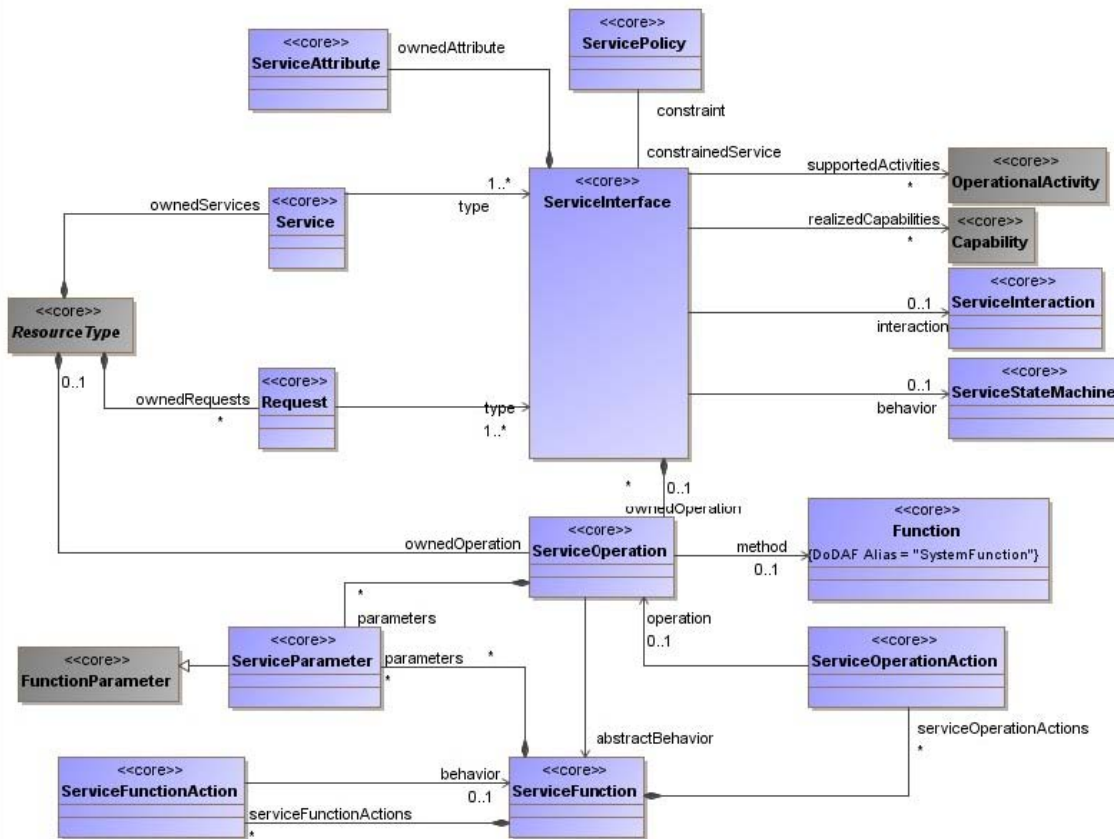 <<core>>
ServiceAttribute
ownedAttribute
<<core>>
ServicePolicy
constraint
constrainedService
<<core>>
ServiceInterface
supportedActivities
*
<<core>>
OperationalActivity
realizedCapabilities
*
<<core>>
Capability
0..1
interaction
<<core>>
ServiceInteraction
0..1
behavior
<<core>>
ServiceStateMachine
ownedServices
<<core>>
Service
1..*
type
<<core>>
ResourceType
0..1
ownedRequests
*
<<core>>
Request
type
1..*
*
0..1
ownedOperation
ownedOperation
<<core>>
ServiceOperation
method
0..1
<<core>>
Function
{DoDAF Alias = "SystemFunction"}
*
parameters
operation
0..1
<<core>>
FunctionParameter
<<core>>
ServiceParameter
parameters
*
*
<<core>>
ServiceOperationAction
serviceOperationActions
*
abstractBehavior
<<core>>
ServiceFunctionAction
behavior
0..1
serviceFunctionActions
*
<<core>>
ServiceFunction